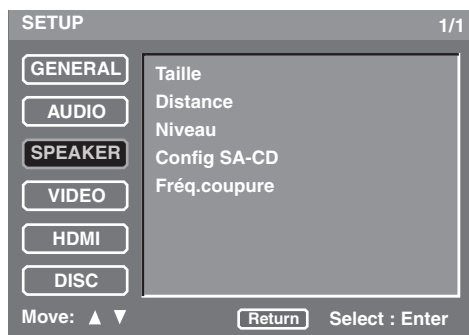 SETUP 1/1
GENERAL
AUDIO
SPEAKER
VIDEO
HDMI
DISC
Taille
Distance
Niveau
Config SA-CD
Fréq.coupure
Move: ▲ ▼ Return Select : Enter